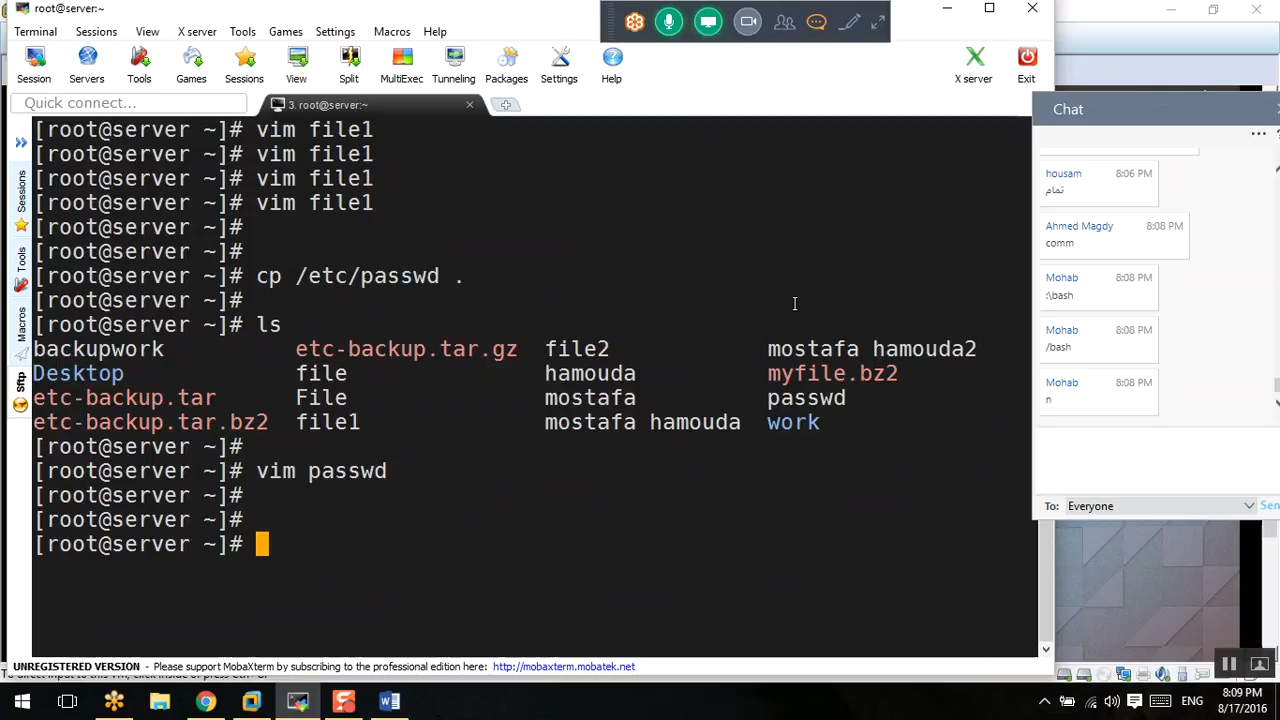 root@server:~
Terminal Sessions View X server Tools Games Settings Macros Help
Session Servers Tools Games Sessions View Split MultiExec Tunneling Packages Settings Help X server Exit
Quick connect...
3. root@server:~
Sessions
Tools
Macros
Sftp
[root@server ~]# vim file1
[root@server ~]# vim file1
[root@server ~]# vim file1
[root@server ~]# vim file1
[root@server ~]#
[root@server ~]#
[root@server ~]# cp /etc/passwd .
[root@server ~]#
[root@server ~]# ls
backupwork etc-backup.tar.gz file2 mostafa hamouda2
Desktop file hamouda myfile.bz2
etc-backup.tar File mostafa passwd
etc-backup.tar.bz2 file1 mostafa hamouda work
[root@server ~]#
[root@server ~]# vim passwd
[root@server ~]#
[root@server ~]#
[root@server ~]#
Chat
housam 8:06 PM
تمام
Ahmed Magdy 8:08 PM
comm
Mohab 8:08 PM
:\bash
Mohab 8:08 PM
/bash
Mohab 8:08 PM
n
To: Everyone Sen
UNREGISTERED VERSION - Please support MobaXterm by subscribing to the professional edition here: http://mobaxterm.mobatek.net
ENG
8:09 PM
8/17/2016